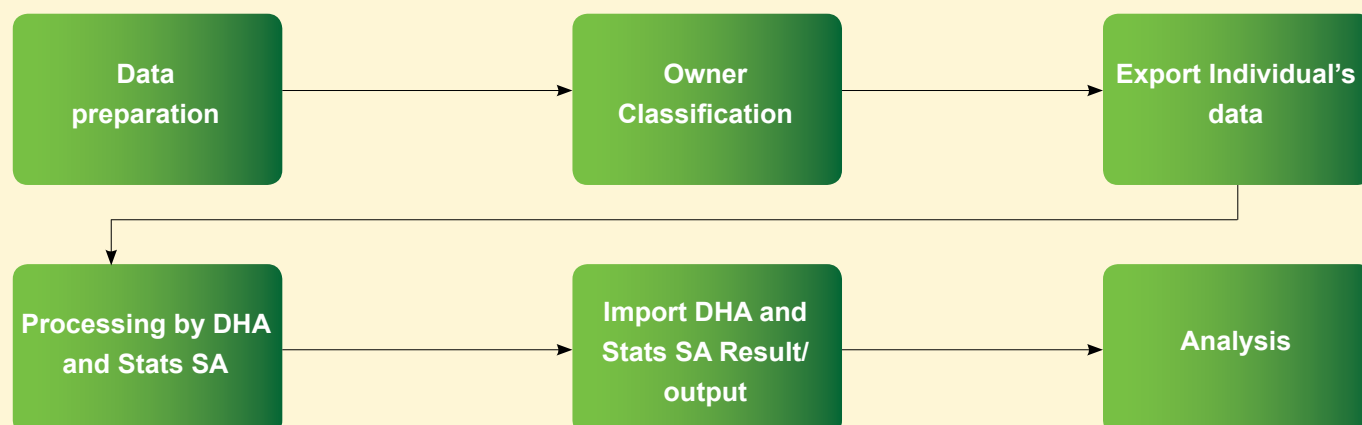 Data
preparation
Owner
Classification
Export Individual's
data
Processing by DHA
and Stats SA
Import DHA and
Stats SA Result/
output
Analysis